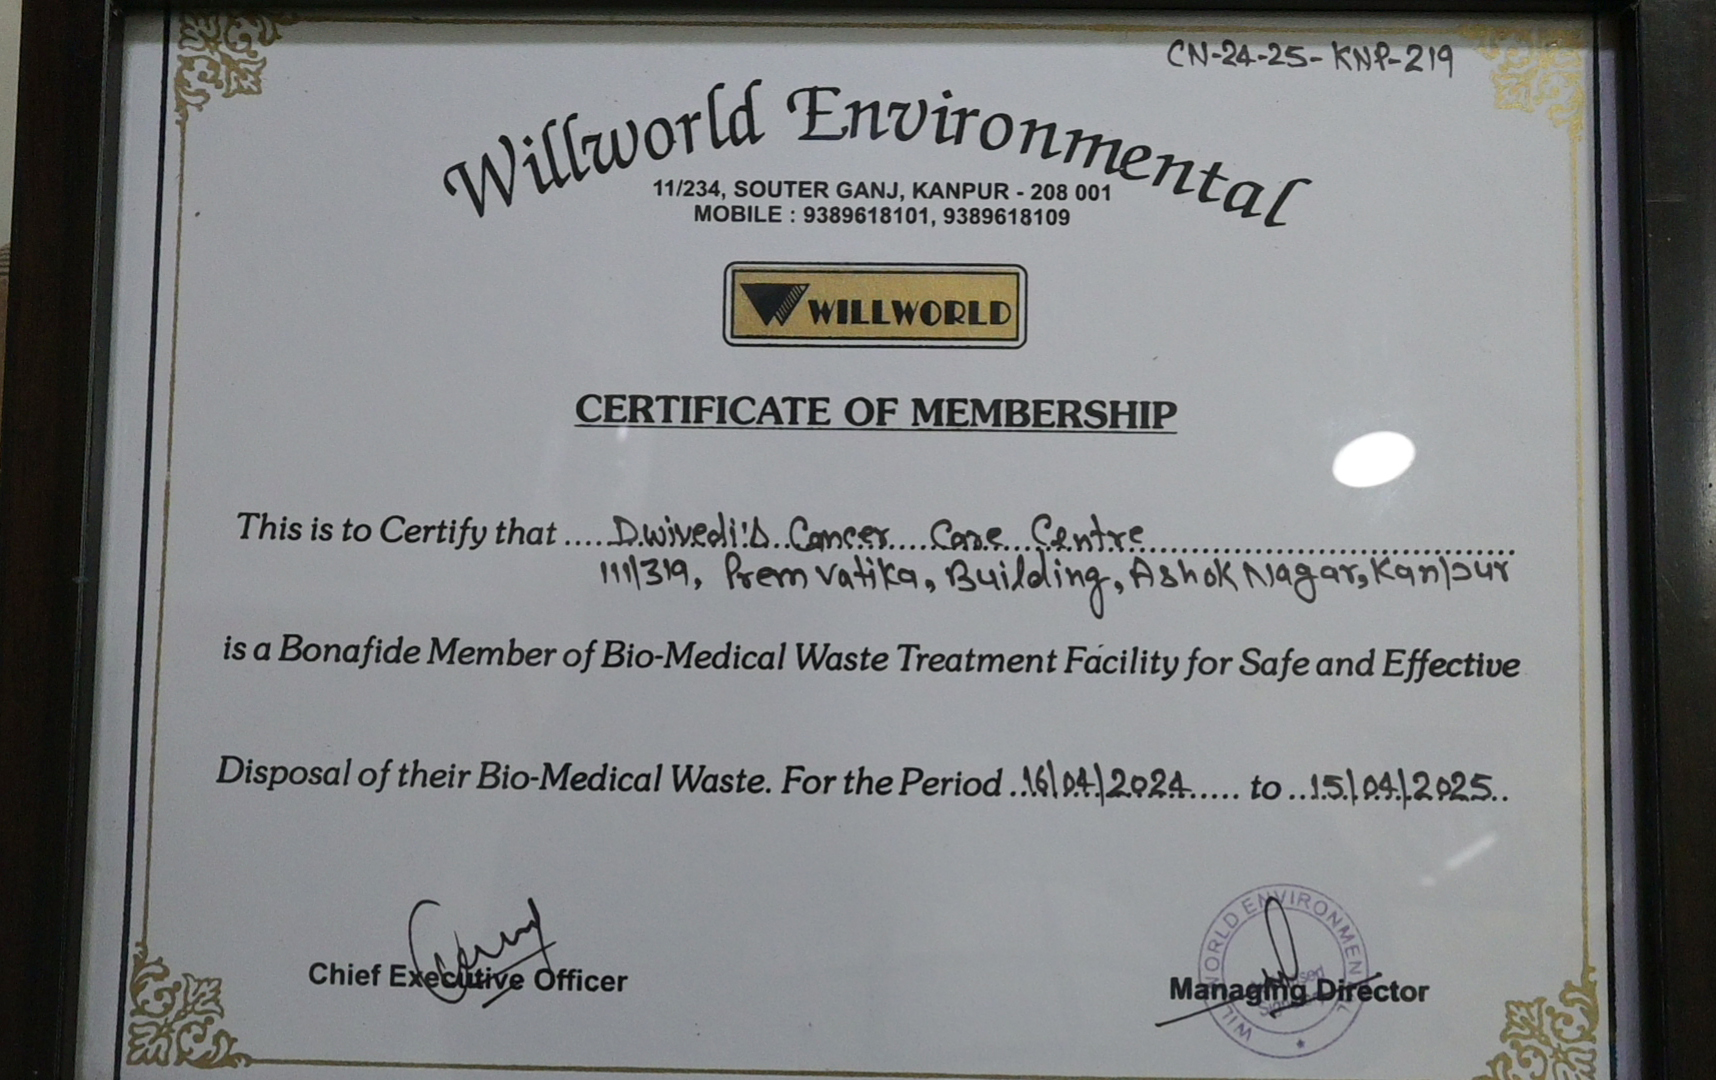 CN-24-25-KNP-219
Willworld Environmental
11/234, SOUTER GANJ, KANPUR - 208 001
MOBILE : 9389618101, 9389618109
WILLWORLD
CERTIFICATE OF MEMBERSHIP
This is to Certify that .....Dwivedi's Cancer Care Centre
111/319, Prem Vatika, Building, Ashok Nagar, Kanpur
is a Bonafide Member of Bio-Medical Waste Treatment Facility for Safe and Effective
Disposal of their Bio-Medical Waste. For the Period ..16/04/2024..... to ..15/04/2025..
Chief Executive Officer
WILLWORLD ENVIRONMENTAL
Managing Director